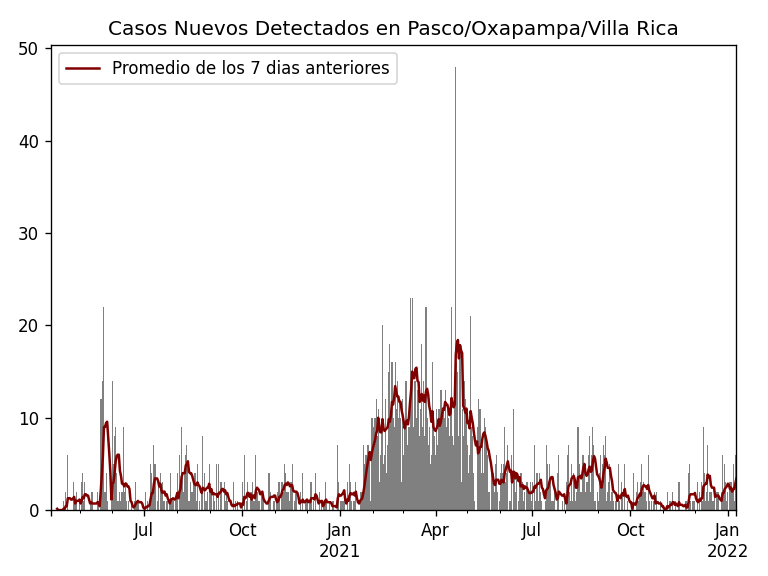 Casos Nuevos Detectados en Pasco/Oxapampa/Villa Rica
Promedio de los 7 dias anteriores
50
40
30
20
10
0
Jul
Oct
Jan
2021
Apr
Jul
Oct
Jan
2022